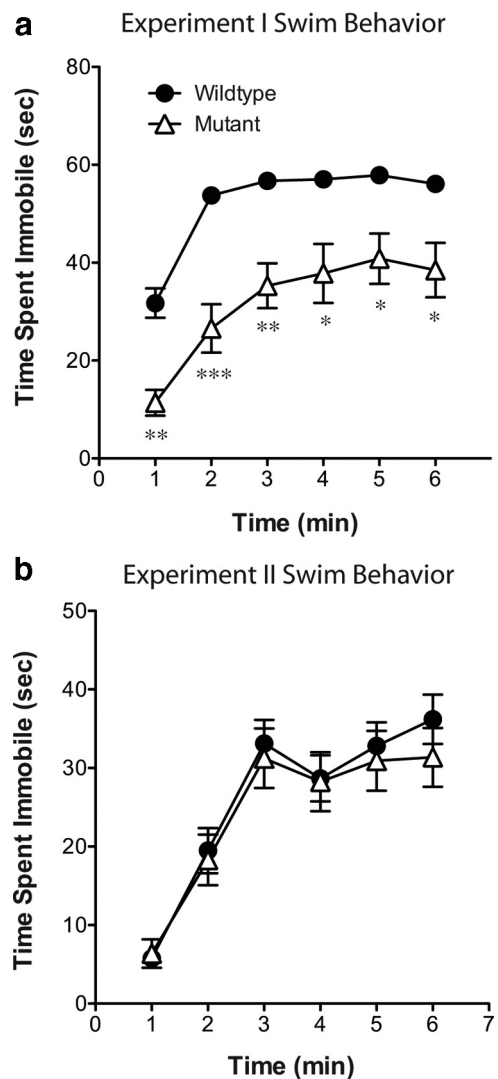 a
Experiment I Swim Behavior
Time Spent Immobile (sec)
80
60
40
20
0
Wildtype
Mutant
**
***
**
*
*
*
0 1 2 3 4 5 6
Time (min)
b
Experiment II Swim Behavior
Time Spent Immobile (sec)
50
40
30
20
10
0
0 1 2 3 4 5 6 7
Time (min)